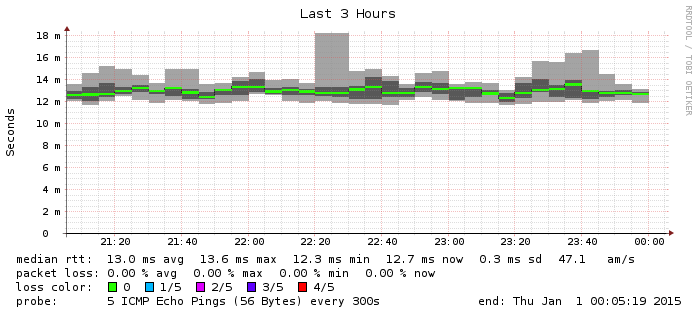 Last 3 Hours
RRDTOOL / TOBI OETIKER
Seconds
18 m
16 m
14 m
12 m
10 m
8 m
6 m
4 m
2 m
0
21:20 21:40 22:00 22:20 22:40 23:00 23:20 23:40 00:00
median rtt: 13.0 ms avg 13.6 ms max 12.3 ms min 12.7 ms now 0.3 ms sd 47.1 am/s
packet loss: 0.00 % avg 0.00 % max 0.00 % min 0.00 % now
loss color: 0 1/5 2/5 3/5 4/5
probe: 5 ICMP Echo Pings (56 Bytes) every 300s end: Thu Jan 1 00:05:19 2015